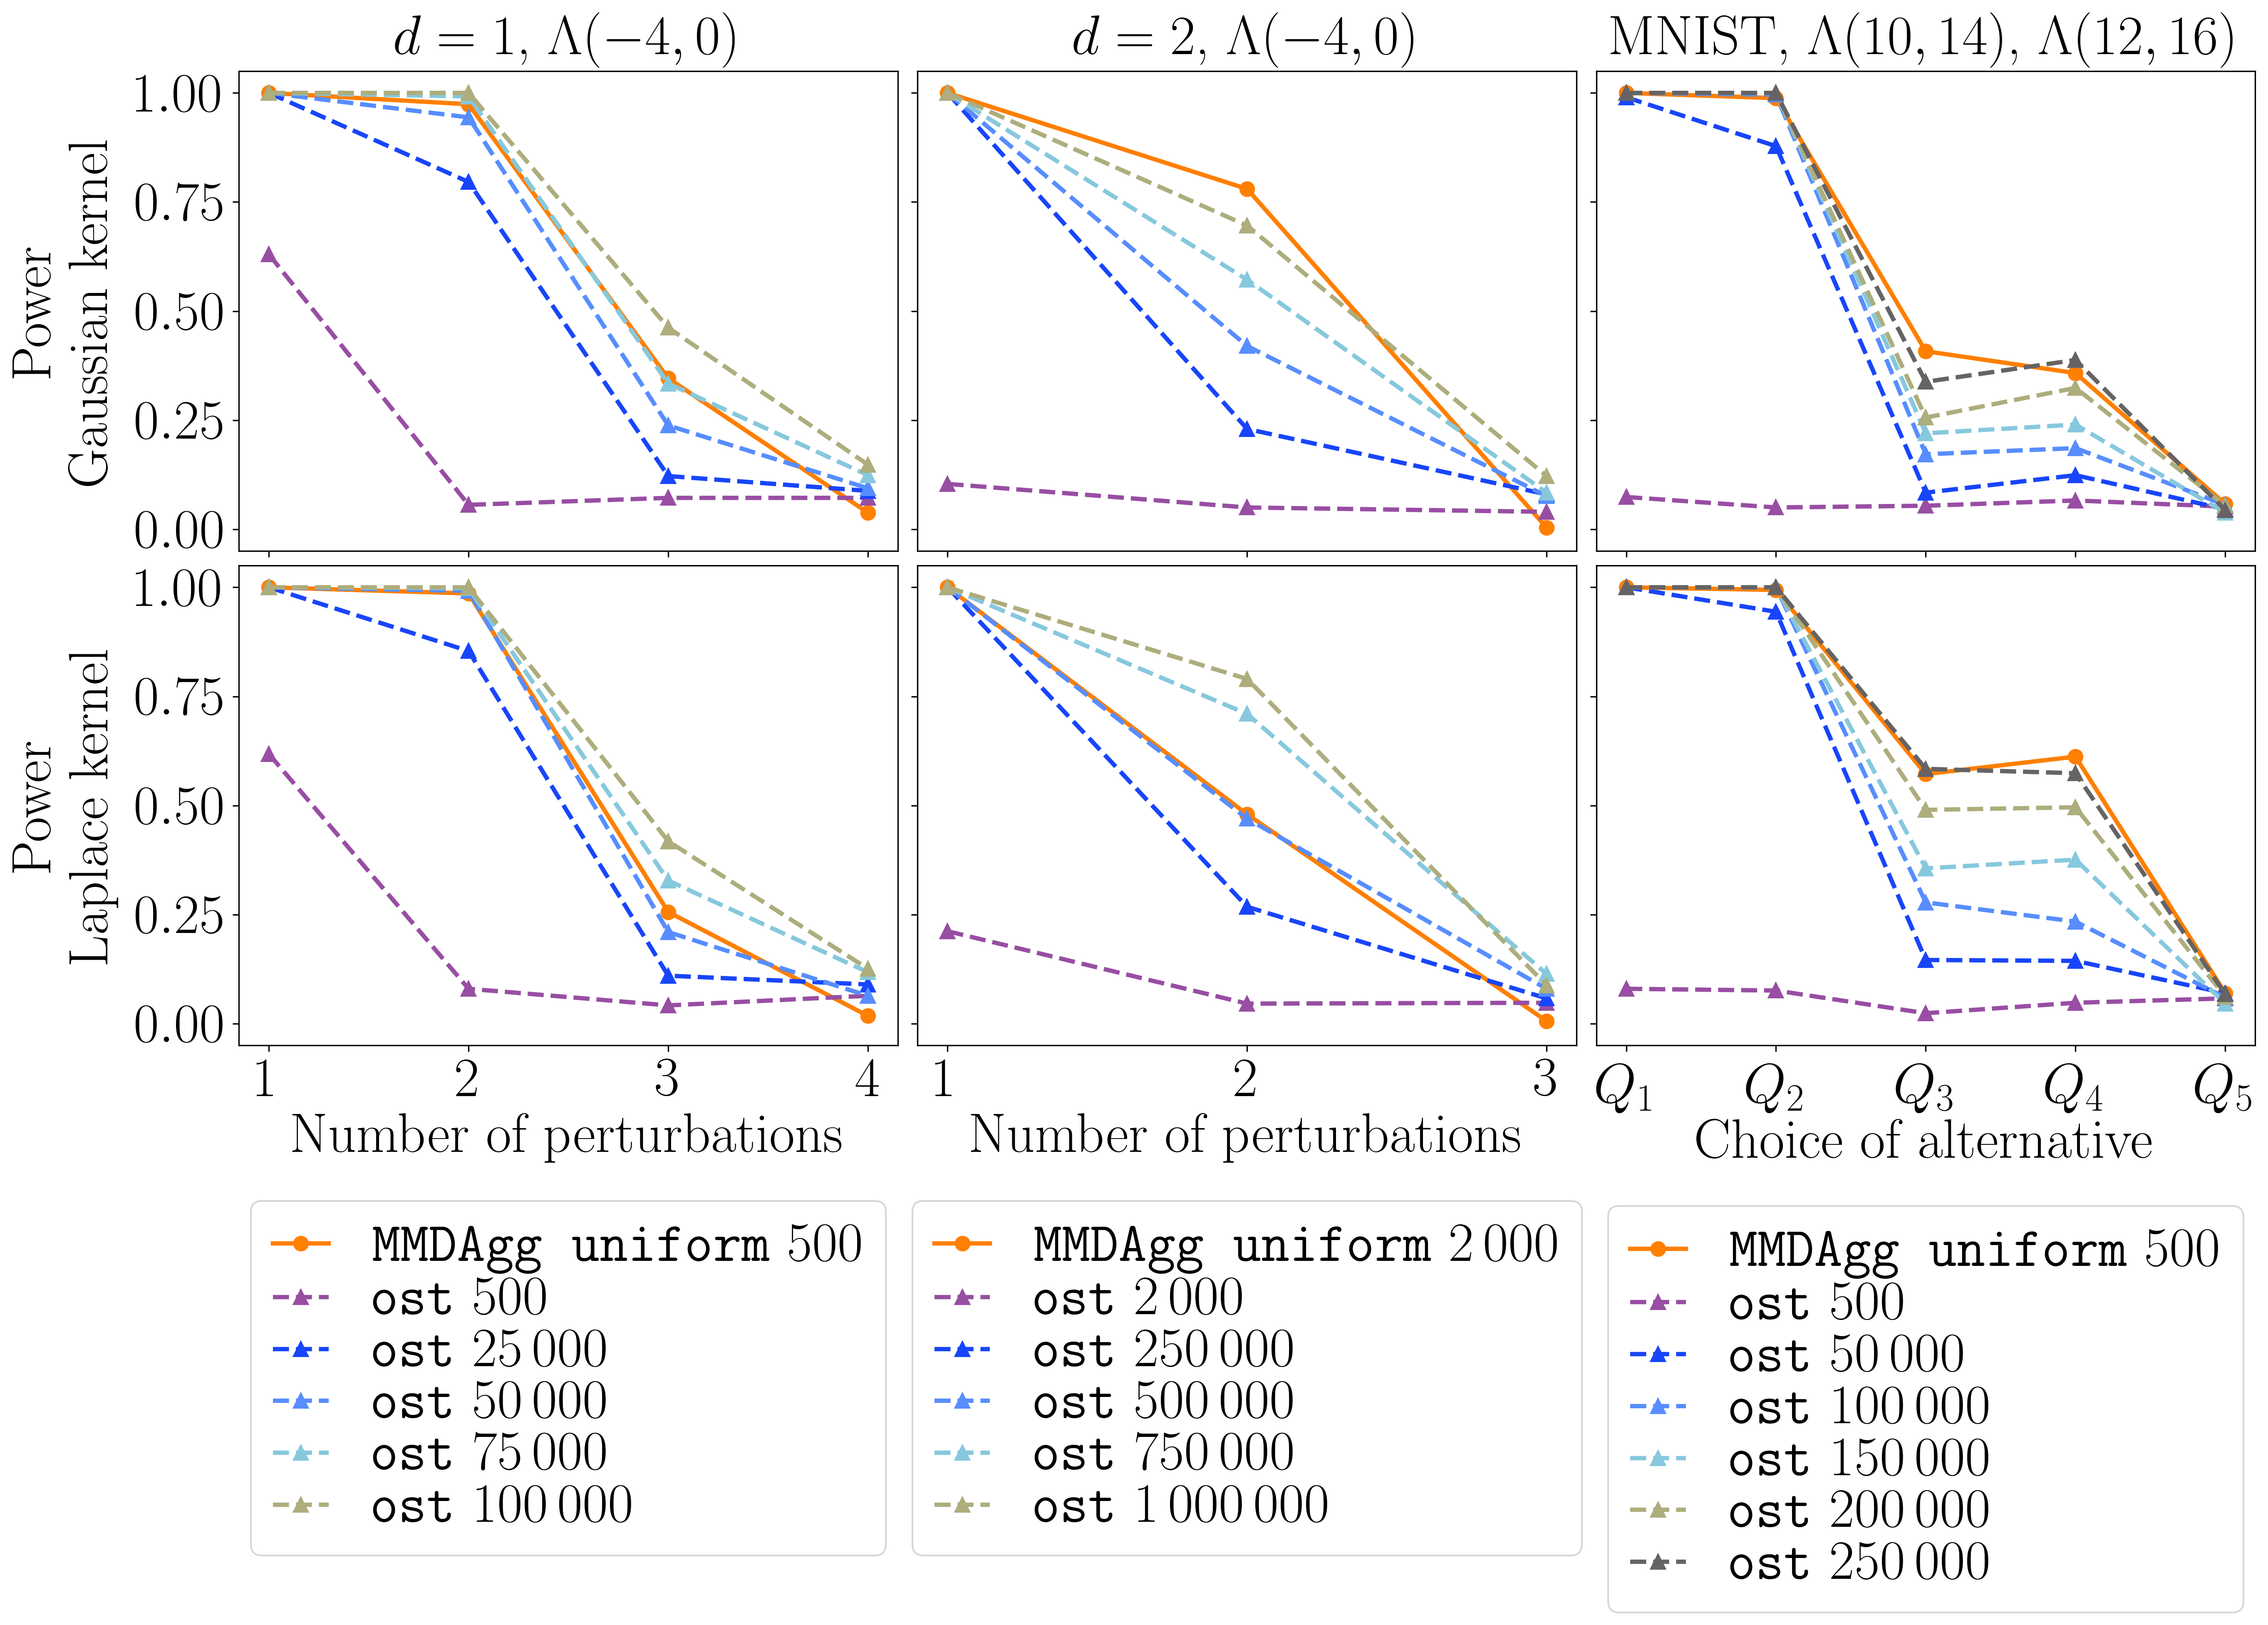 d = 1, Λ(−4, 0)
d = 2, Λ(−4, 0)
MNIST, Λ(10, 14), Λ(12, 16)
Power
Gaussian kernel
1.00
0.75
0.50
0.25
0.00
Power
Laplace kernel
1.00
0.75
0.50
0.25
0.00
1 2 3 4
Number of perturbations
1 2 3
Number of perturbations
Q1 Q2 Q3 Q4 Q5
Choice of alternative
MMDAgg uniform 500
ost 500
ost 25 000
ost 50 000
ost 75 000
ost 100 000
MMDAgg uniform 2 000
ost 2 000
ost 250 000
ost 500 000
ost 750 000
ost 1 000 000
MMDAgg uniform 500
ost 500
ost 50 000
ost 100 000
ost 150 000
ost 200 000
ost 250 000